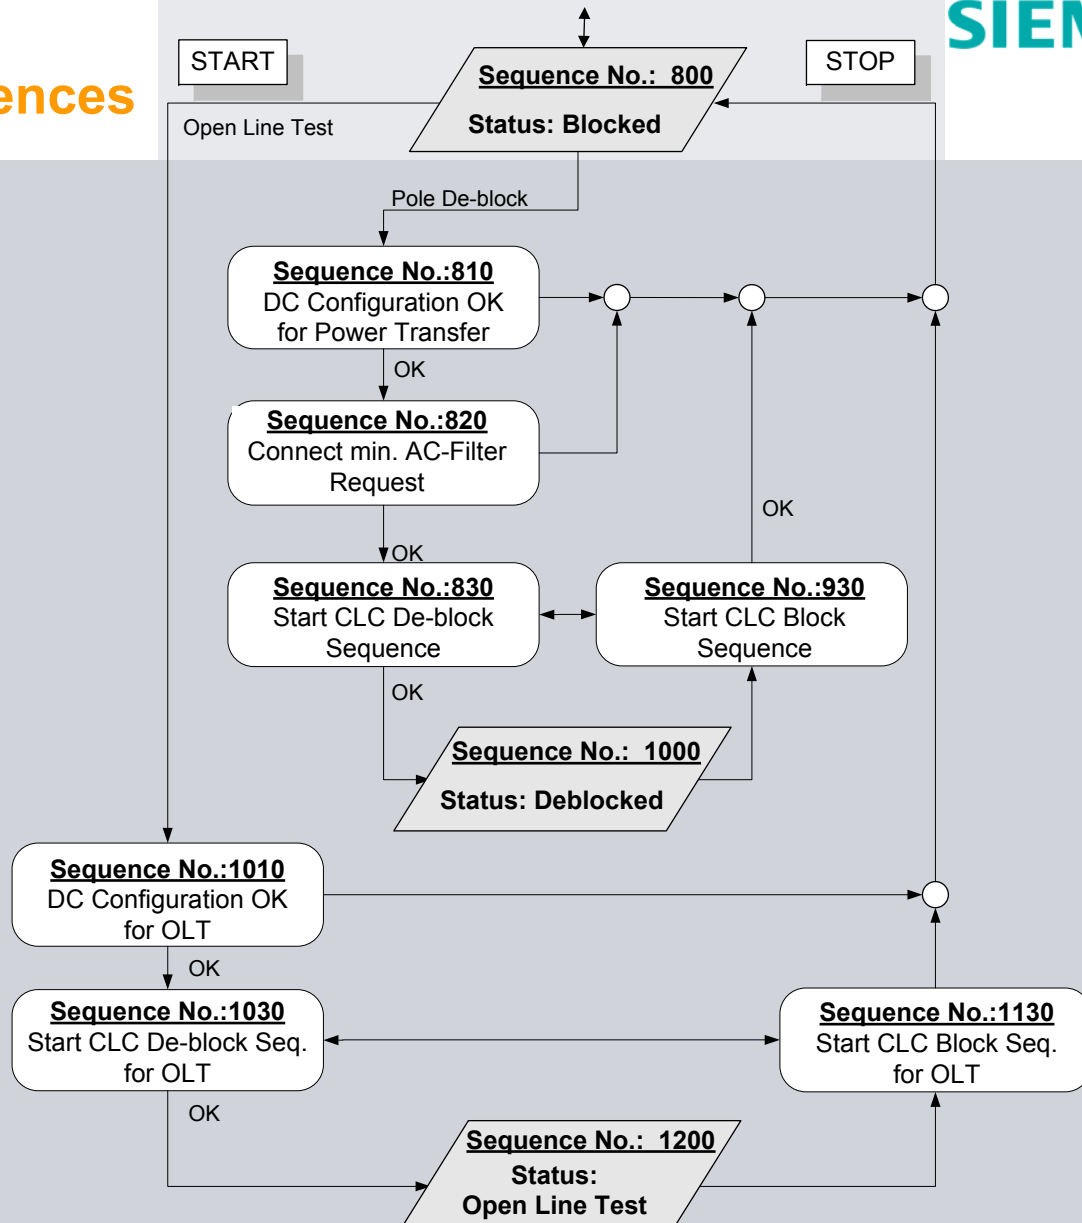 SIEM
START
STOP
ences
Sequence No.: 800
Status: Blocked
Open Line Test
Pole De-block
Sequence No.:810
DC Configuration OK
for Power Transfer
OK
Sequence No.:820
Connect min. AC-Filter
Request
OK
OK
Sequence No.:830
Start CLC De-block
Sequence
Sequence No.:930
Start CLC Block
Sequence
OK
Sequence No.: 1000
Status: Deblocked
Sequence No.:1010
DC Configuration OK
for OLT
OK
Sequence No.:1030
Start CLC De-block Seq.
for OLT
Sequence No.:1130
Start CLC Block Seq.
for OLT
OK
Sequence No.: 1200
Status:
Open Line Test